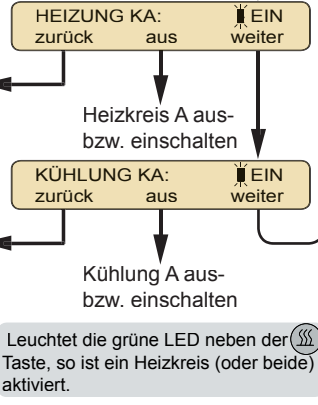 HEIZUNG KA: EIN
zurück aus weiter
Heizkreis A aus-
bzw. einschalten
KÜHLUNG KA: EIN
zurück aus weiter
Kühlung A aus-
bzw. einschalten
Leuchtet die grüne LED neben der
Taste, so ist ein Heizkreis (oder beide)
aktiviert.